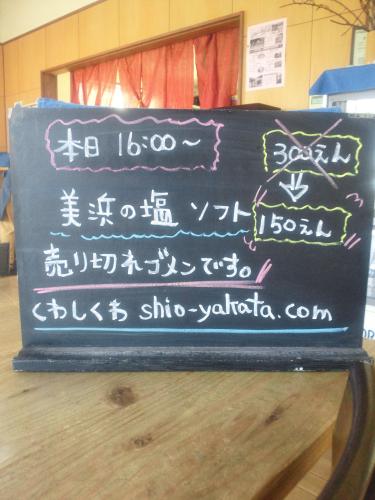 本日 16:00～
300えん
美浜の塩 ソフト
150えん
売り切れゴメンです。
くわしくわ shio-yakata.com